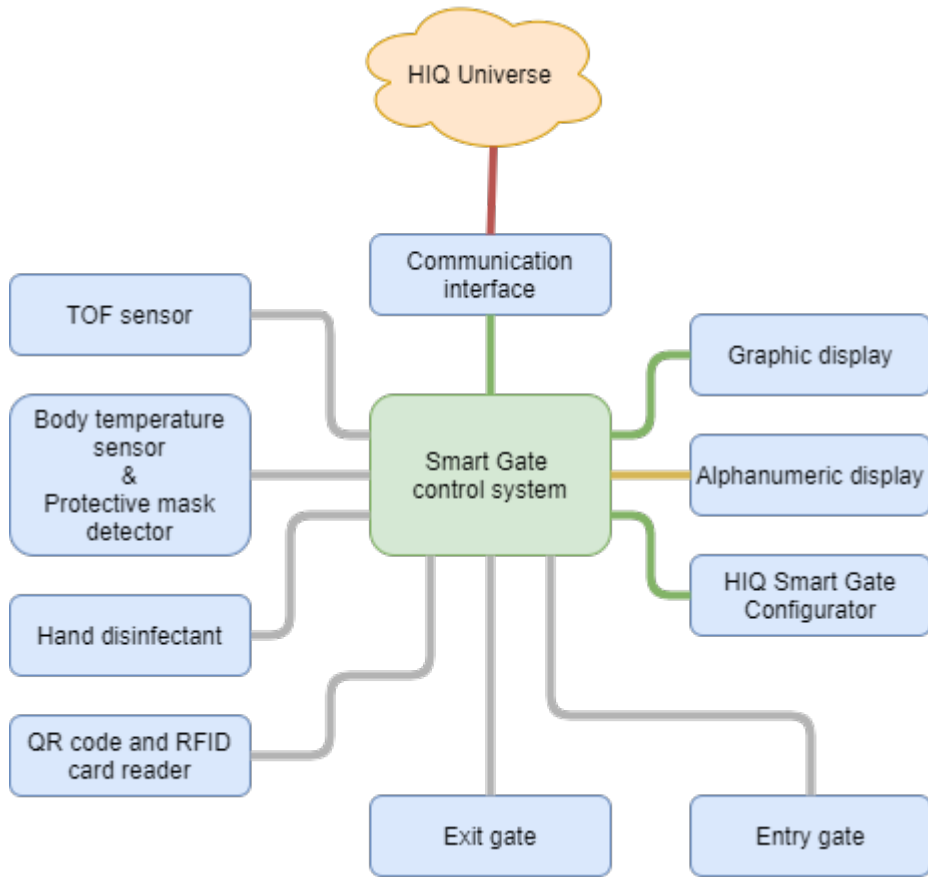 HIQ Universe
Communication
interface
TOF sensor
Graphic display
Body temperature
sensor
&
Protective mask
detector
Smart Gate
control system
Alphanumeric display
HIQ Smart Gate
Configurator
Hand disinfectant
QR code and RFID
card reader
Exit gate
Entry gate